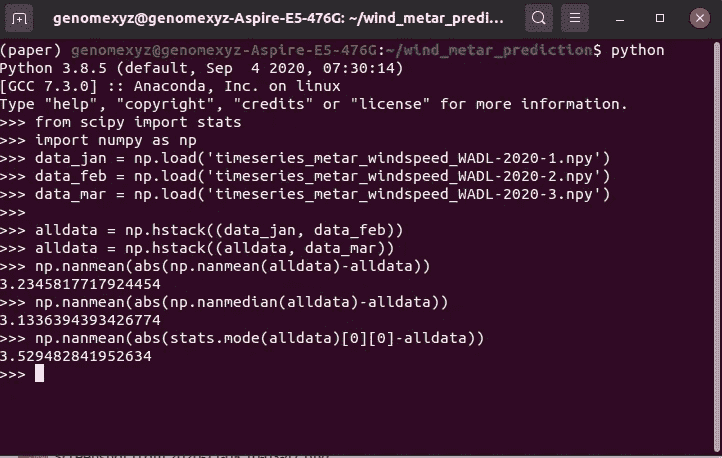 genomexyz@genomexyz-Aspire-E5-476G: ~/wind_metar_predi...
(paper) genomexyz@genomexyz-Aspire-E5-476G:~/wind_metar_prediction$ python
Python 3.8.5 (default, Sep  4 2020, 07:30:14)
[GCC 7.3.0] :: Anaconda, Inc. on linux
Type "help", "copyright", "credits" or "license" for more information.
>>> from scipy import stats
>>> import numpy as np
>>> data_jan = np.load('timeseries_metar_windspeed_WADL-2020-1.npy')
>>> data_feb = np.load('timeseries_metar_windspeed_WADL-2020-2.npy')
>>> data_mar = np.load('timeseries_metar_windspeed_WADL-2020-3.npy')
>>>
>>> alldata = np.hstack((data_jan, data_feb))
>>> alldata = np.hstack((alldata, data_mar))
>>> np.nanmean(abs(np.nanmean(alldata)-alldata))
3.2345817717924454
>>> np.nanmean(abs(np.nanmedian(alldata)-alldata))
3.1336394393426774
>>> np.nanmean(abs(stats.mode(alldata)[0][0]-alldata))
3.529482841952634
>>>